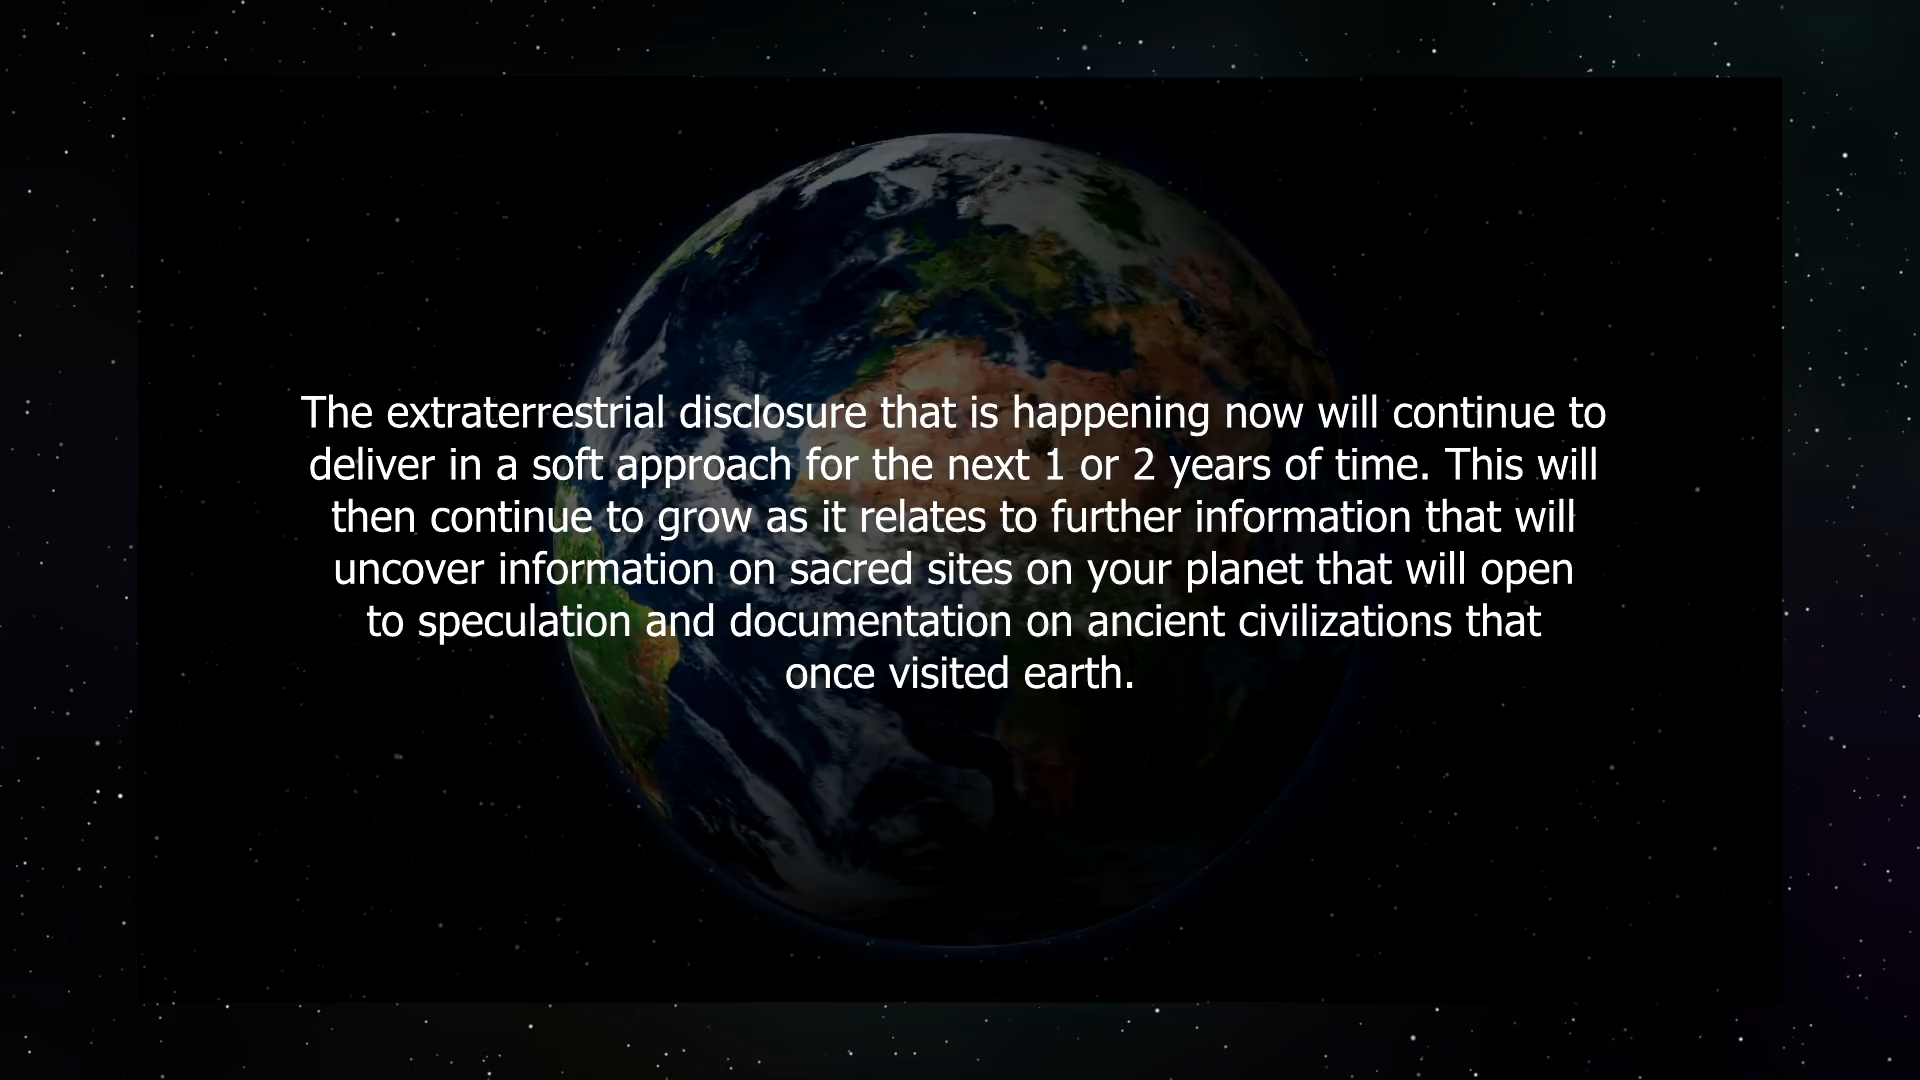 The extraterrestrial disclosure that is happening now will continue to
deliver in a soft approach for the next 1 or 2 years of time. This will
then continue to grow as it relates to further information that will
uncover information on sacred sites on your planet that will open
to speculation and documentation on ancient civilizations that
once visited earth.